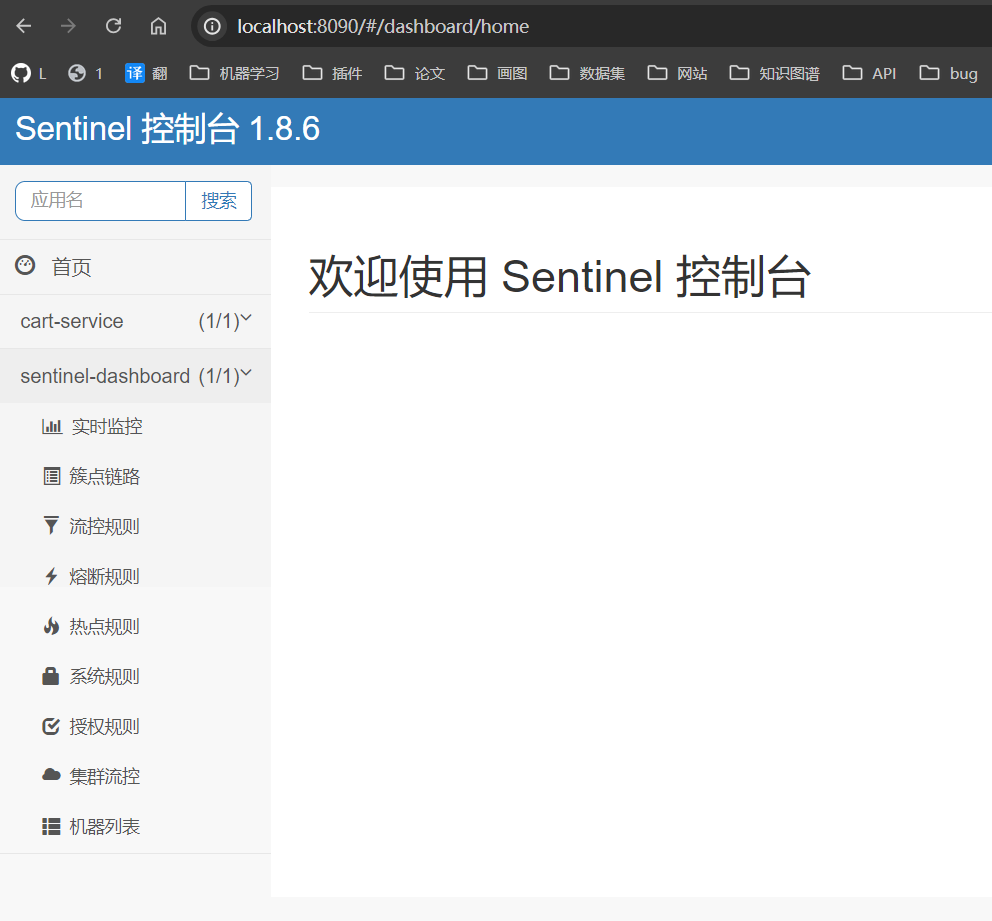 localhost:8090/#/dashboard/home
L 1 译 翻 机器学习 插件 论文 画图 数据集 网站 知识图谱 API bug
Sentinel 控制台 1.8.6
应用名 搜索
首页
欢迎使用 Sentinel 控制台
cart-service (1/1)
sentinel-dashboard (1/1)
实时监控
簇点链路
流控规则
熔断规则
热点规则
系统规则
授权规则
集群流控
机器列表